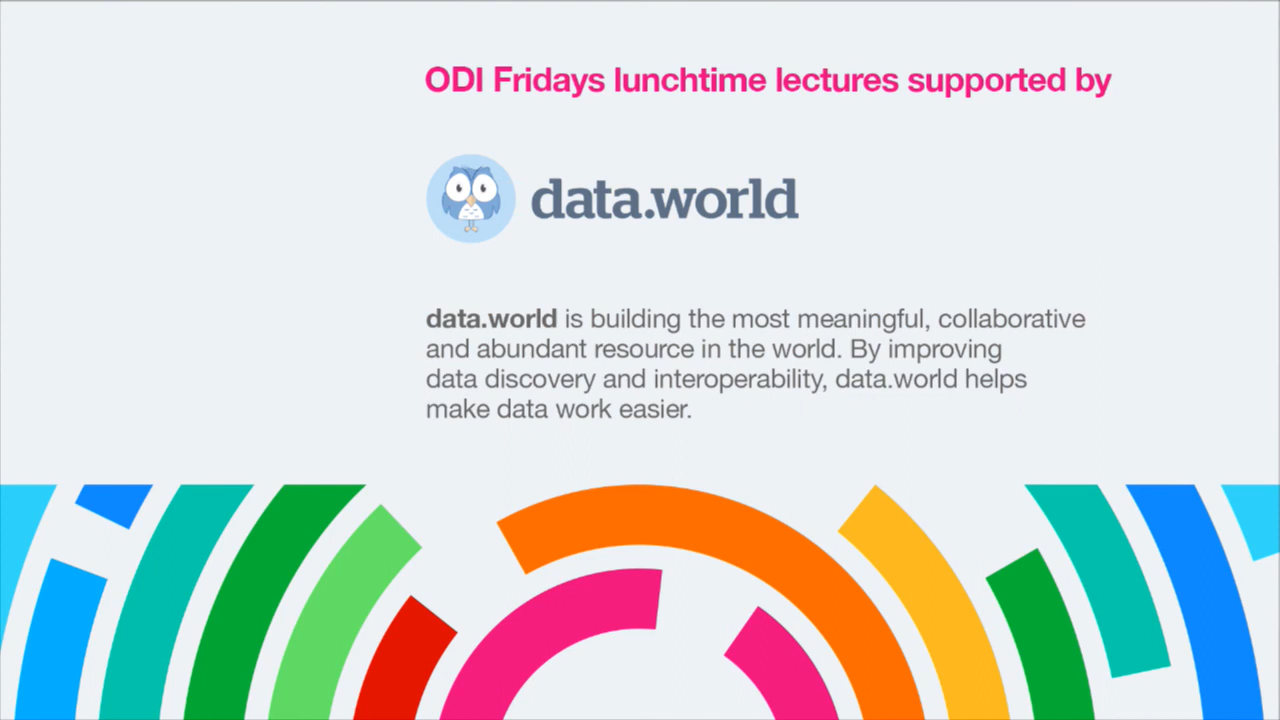 ODI Fridays lunchtime lectures supported by
data.world
data.world is building the most meaningful, collaborative
and abundant resource in the world. By improving
data discovery and interoperability, data.world helps
make data work easier.